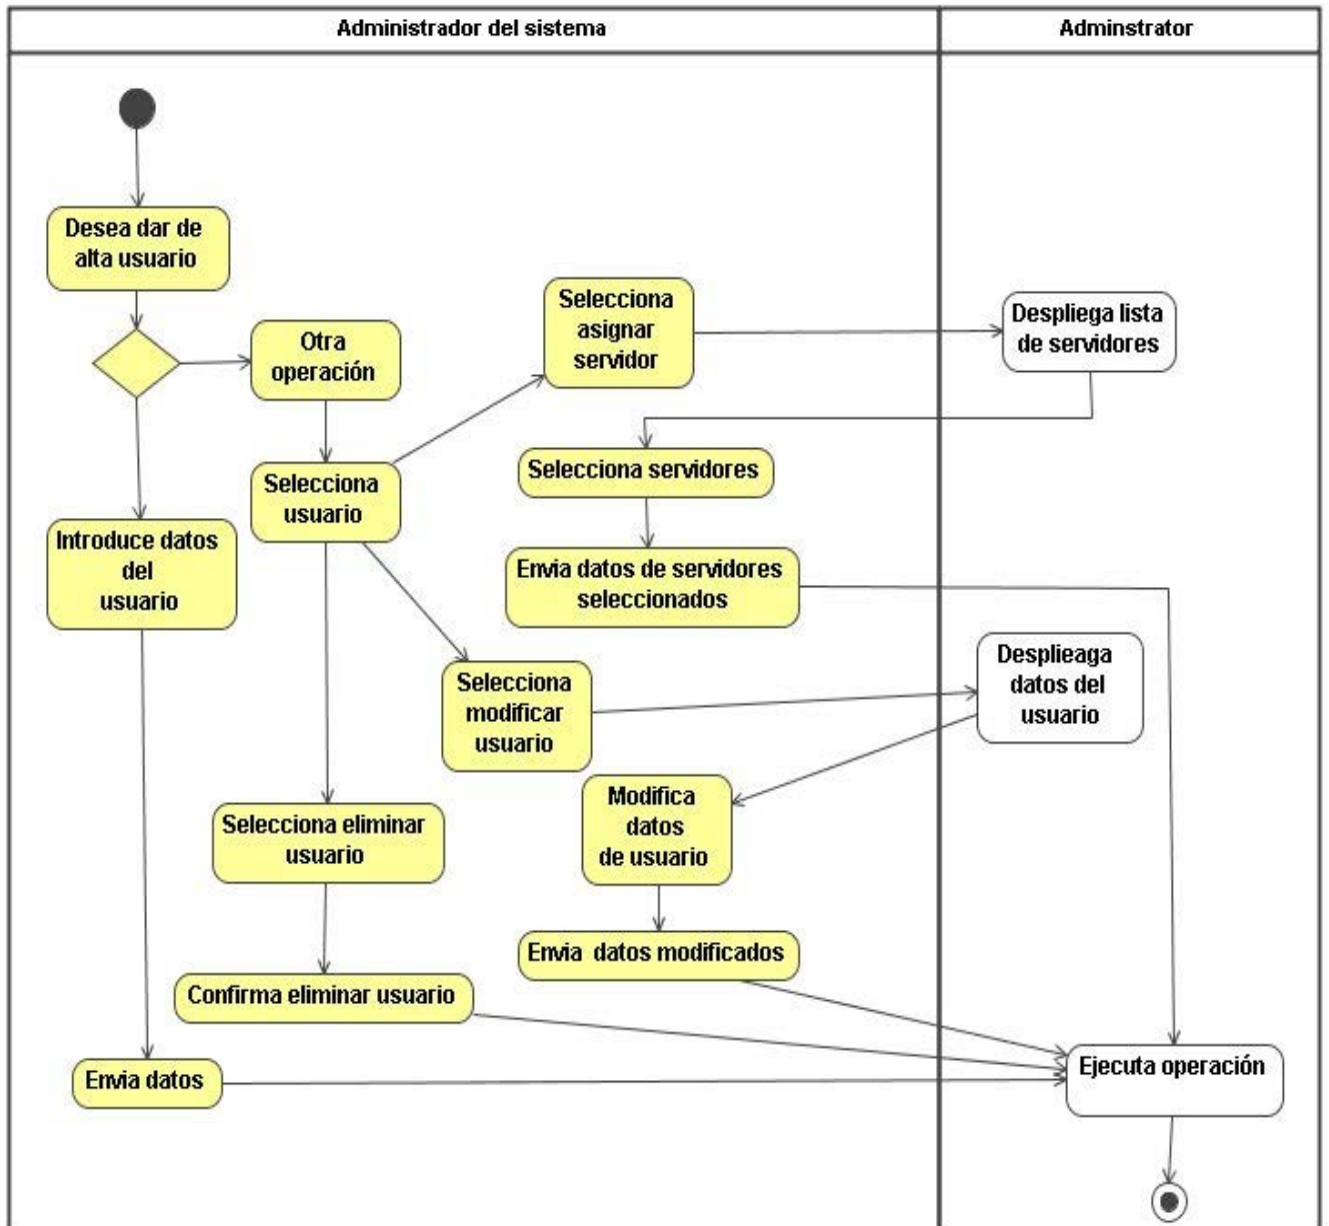 Administrador del sistema
Adminstrator
Desea dar de
alta usuario
Otra
operación
Selecciona
asignar
servidor
Despliega lista
de servidores
Selecciona
usuario
Selecciona servidores
Introduce datos
del
usuario
Envia datos de servidores
seleccionados
Selecciona
modificar
usuario
Desplieaga
datos del
usuario
Modifica
datos
de usuario
Selecciona eliminar
usuario
Envia datos modificados
Confirma eliminar usuario
Envia datos
Ejecuta operación